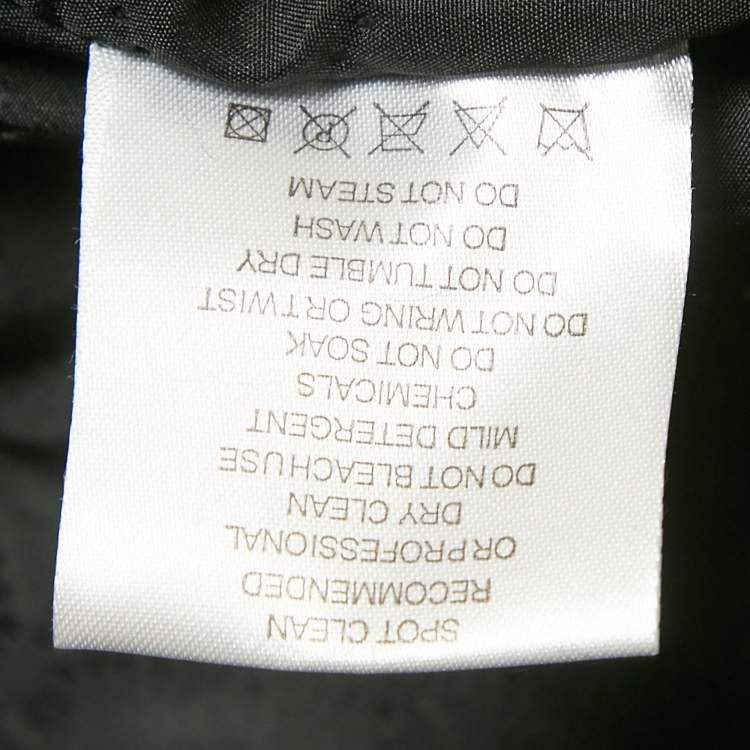 SPOT CLEAN
RECOMMENDED
OR PROFESSIONAL
DRY CLEAN
DO NOT BLEACH USE
MILD DETERGENT
CHEMICALS
DO NOT SOAK
DO NOT WRING OR TWIST
DO NOT TUMBLE DRY
DO NOT WASH
DO NOT STEAM